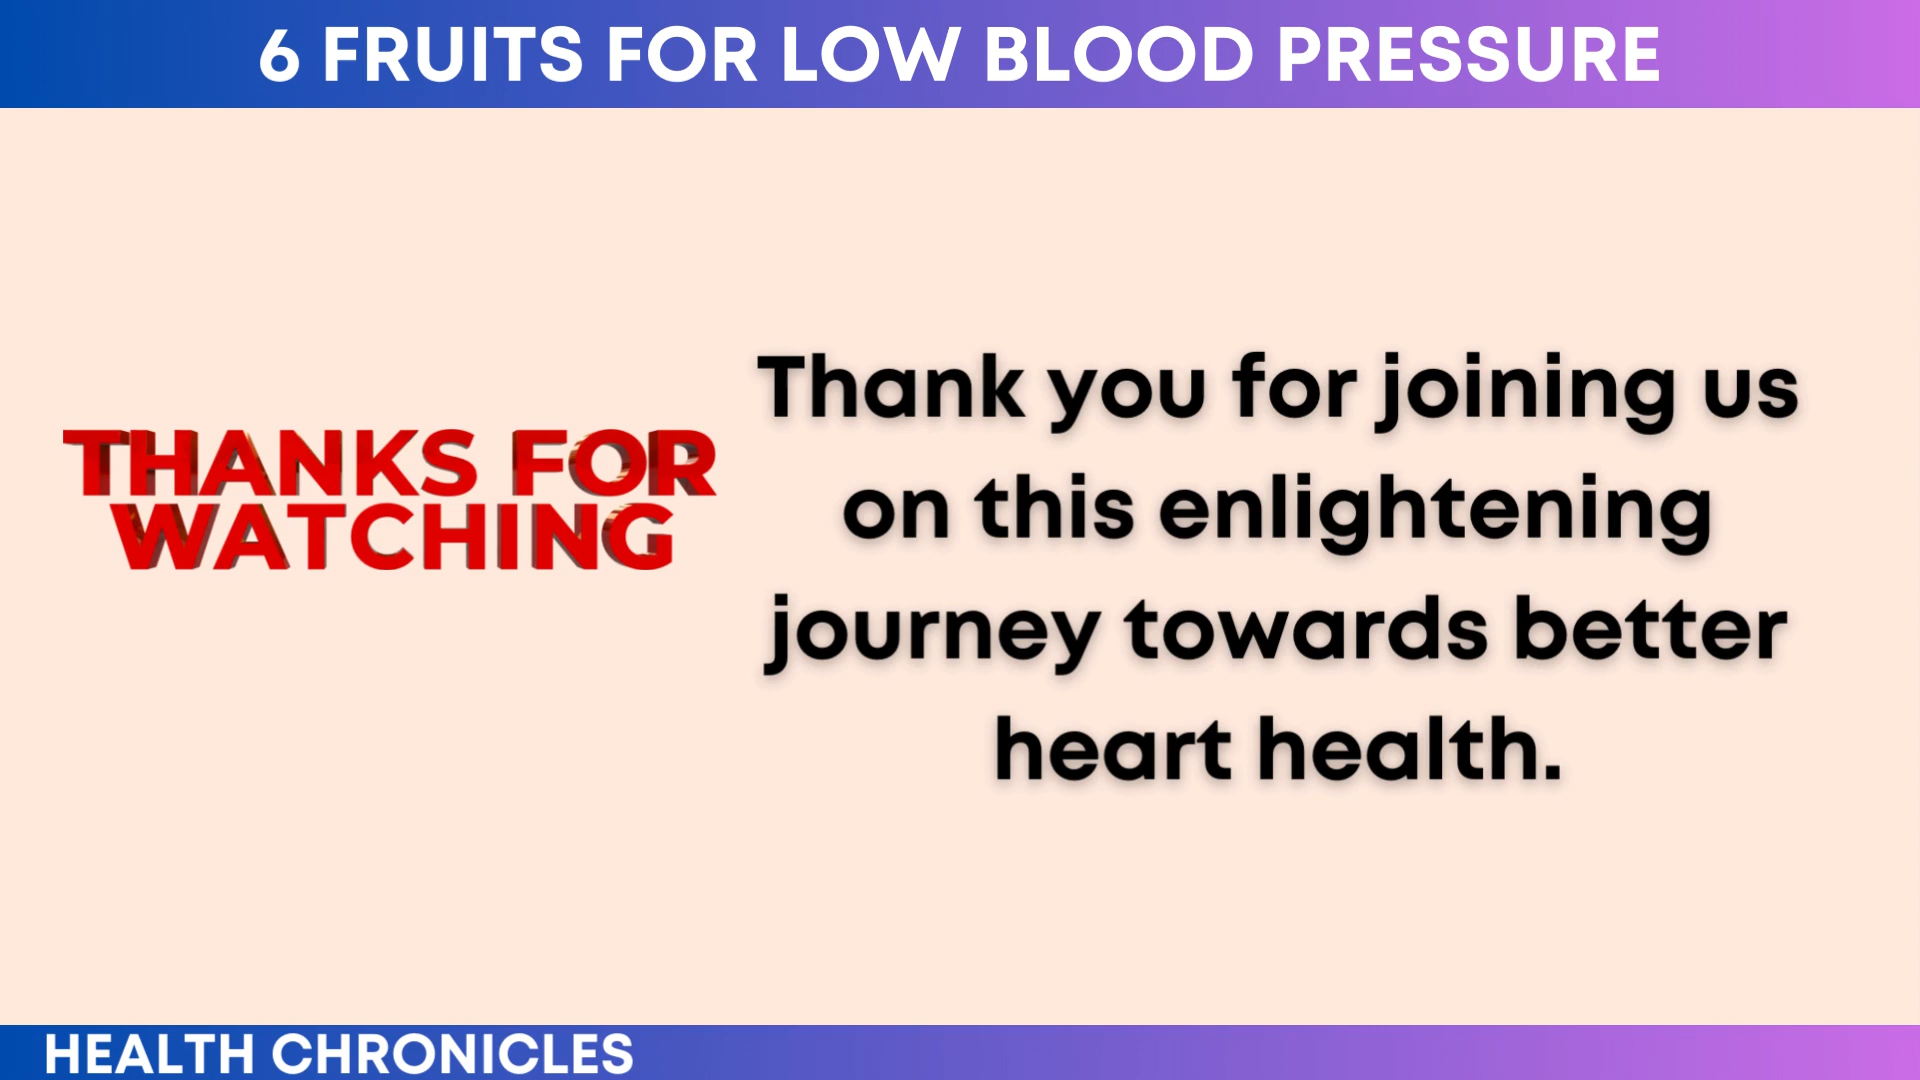 6 FRUITS FOR LOW BLOOD PRESSURE
THANKS FOR
WATCHING
Thank you for joining us
on this enlightening
journey towards better
heart health.
HEALTH CHRONICLES